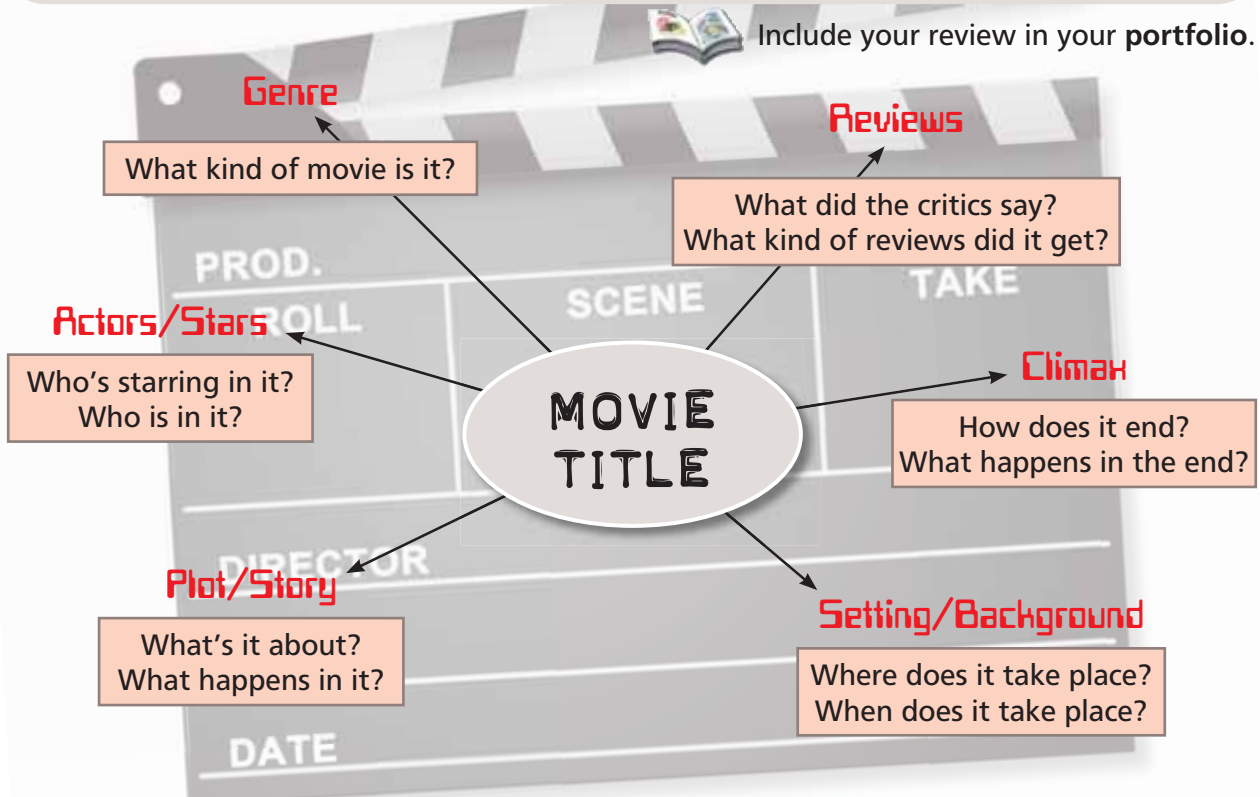 Include your review in your portfolio.
Genre
What kind of movie is it?
Reviews
What did the critics say?
What kind of reviews did it get?
PROD.
ROLL
SCENE
TAKE
Actors/Stars
Who's starring in it?
Who is in it?
MOVIE
TITLE
Climax
How does it end?
What happens in the end?
DIRECTOR
Plot/Story
What's it about?
What happens in it?
Setting/Background
Where does it take place?
When does it take place?
DATE